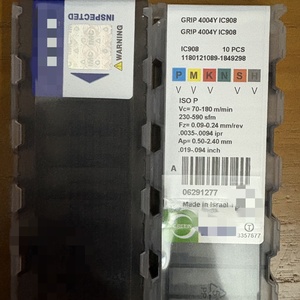 INSPECTED
WARNING
GRIP 4004Y IC908
GRIP 4004Y IC908
IC908 10 PCS
1180121089-1849298
P M K N S H
V V V V V
ISO P
Vc= 70-180 m/min
230-590 sfm
Fz= 0.09-0.24 mm/rev
.0035-.0094 ipr
Ap= 0.50-2.40 mm
.019-.094 inch
A
06291277
Made in Israel
5357877